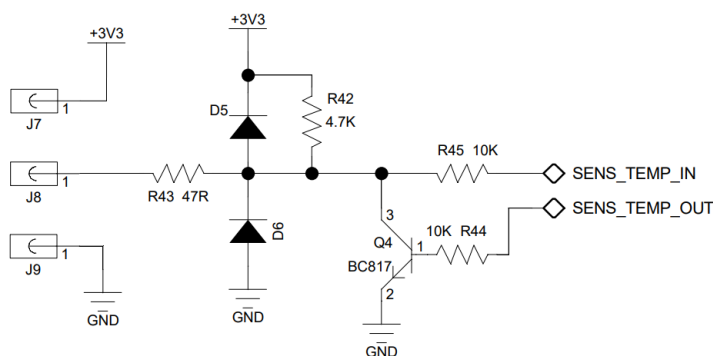 +3V3
+3V3
1
J7
D5
R42
4.7K
R45 10K
1
J8
R43 47R
SENS_TEMP_IN
SENS_TEMP_OUT
D6
3
Q4
1
10K R44
BC817
2
1
J9
GND
GND
GND